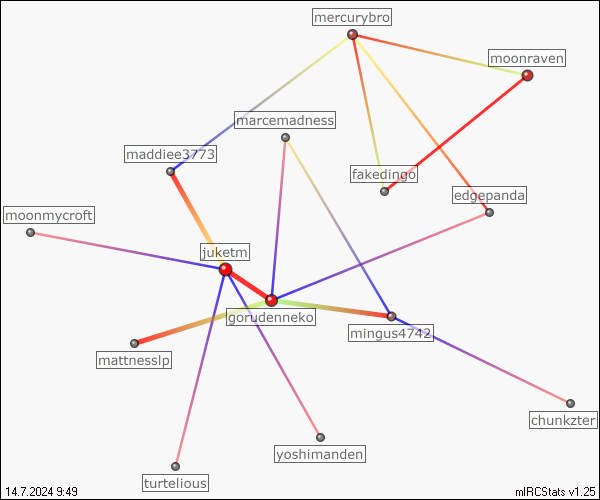 mercurybro
moonraven
marcemadness
maddiee3773
fakedingo
edgepanda
moonmycroft
juketm
gorudenneko
mingus4742
mattnesslp
chunkzter
yoshimanden
turtelious
14.7.2024 9:49
mIRCStats v1.25